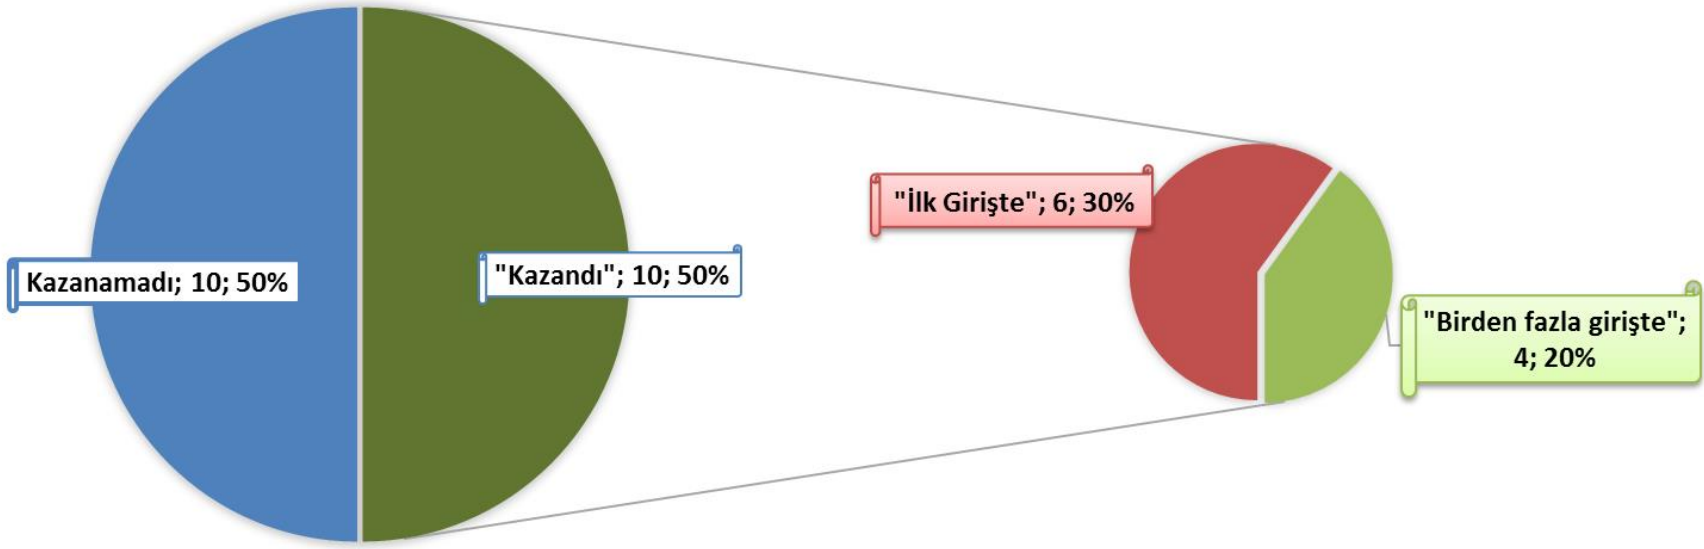 Kazanamadı; 10; 50%
"Kazandı"; 10; 50%
"İlk Girişte"; 6; 30%
"Birden fazla girişte";
4; 20%